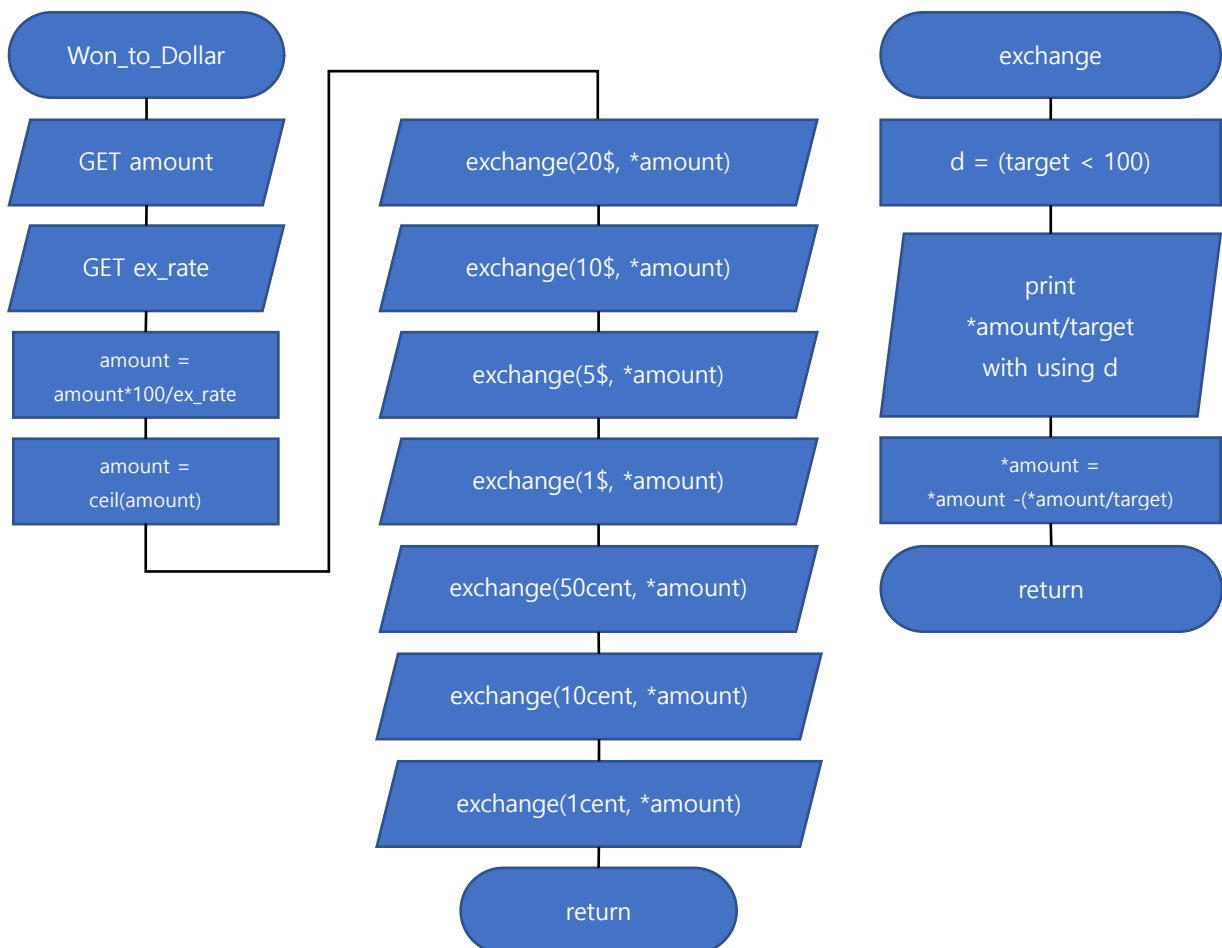 Won_to_Dollar
GET amount
GET ex_rate
amount =
amount*100/ex_rate
amount =
ceil(amount)
exchange(20$, *amount)
exchange(10$, *amount)
exchange(5$, *amount)
exchange(1$, *amount)
exchange(50cent, *amount)
exchange(10cent, *amount)
exchange(1cent, *amount)
return
exchange
d = (target < 100)
print
*amount/target
with using d
*amount =
*amount -(*amount/target)
return